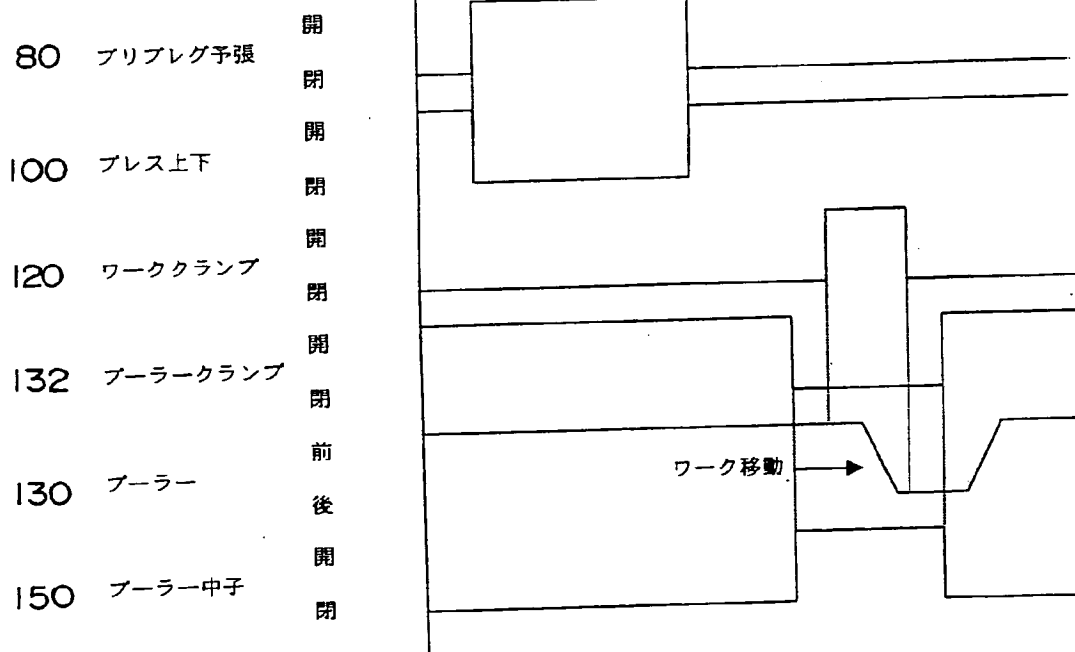 開
80 プリプレグ予張
閉
開
100 プレス上下
閉
開
120 ワーククランプ
閉
開
132 プーラークランプ
閉
前
ワーク移動
130 プーラー
後
開
150 プーラー中子
閉